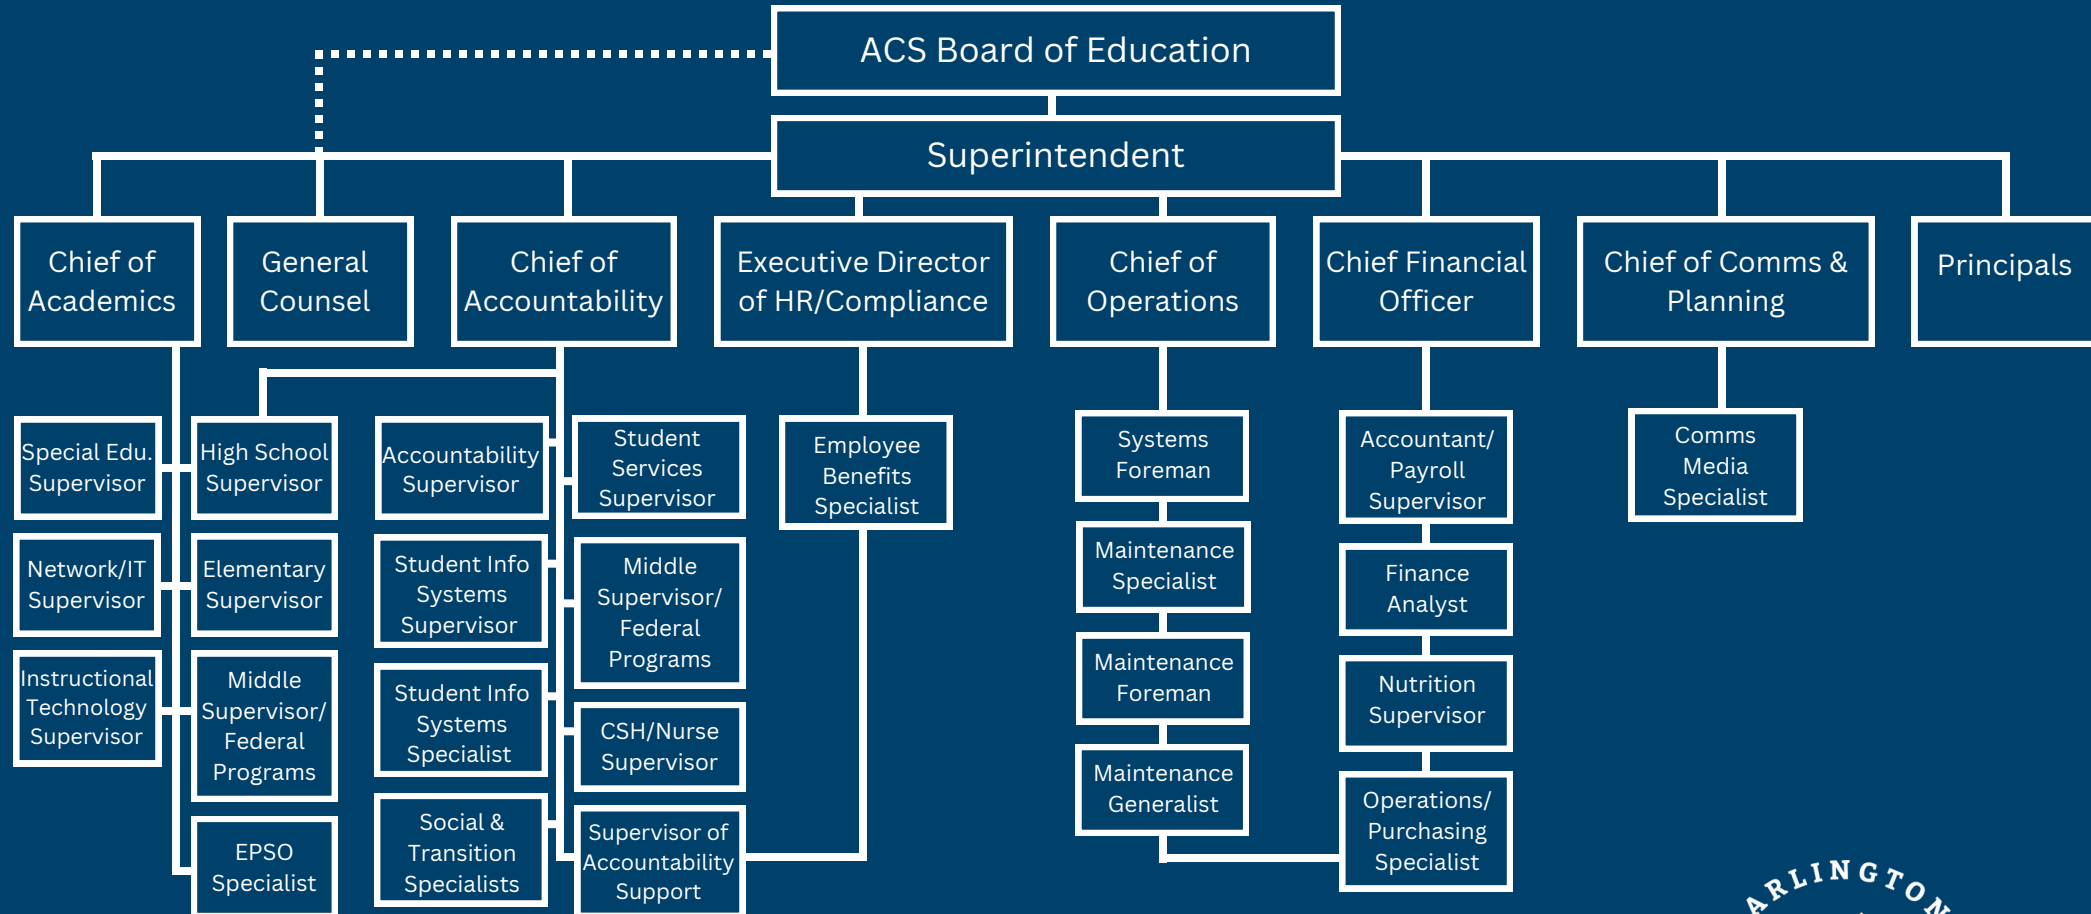 ACS Board of Education
Superintendent
Chief of
Academics
General
Counsel
Chief of
Accountability
Executive Director
of HR/Compliance
Chief of
Operations
Chief Financial
Officer
Chief of Comms &
Planning
Principals
Special Edu.
Supervisor
High School
Supervisor
Network/IT
Supervisor
Elementary
Supervisor
Instructional
Technology
Supervisor
Middle
Supervisor/
Federal
Programs
EPSO
Specialist
Accountability
Supervisor
Student
Services
Supervisor
Student Info
Systems
Supervisor
Middle
Supervisor/
Federal
Programs
Student Info
Systems
Specialist
CSH/Nurse
Supervisor
Social &
Transition
Specialists
Supervisor of
Accountability
Support
Employee
Benefits
Specialist
Systems
Foreman
Maintenance
Specialist
Maintenance
Foreman
Maintenance
Generalist
Accountant/
Payroll
Supervisor
Finance
Analyst
Nutrition
Supervisor
Operations/
Purchasing
Specialist
Comms
Media
Specialist
ARLINGTON